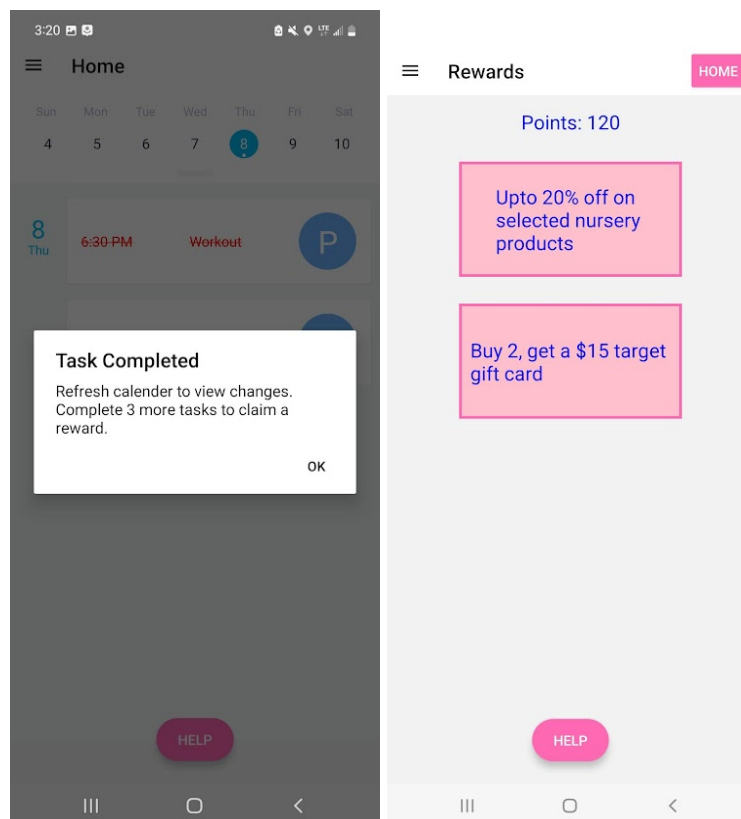 3:20
LTE
Home
Sun Mon Tue Wed Thu Fri Sat
4 5 6 7 8 9 10
8
Thu
6:30 PM Workout P
Task Completed
Refresh calender to view changes.
Complete 3 more tasks to claim a
reward.
OK
HELP
Rewards
HOME
Points: 120
Upto 20% off on
selected nursery
products
Buy 2, get a $15 target
gift card
HELP